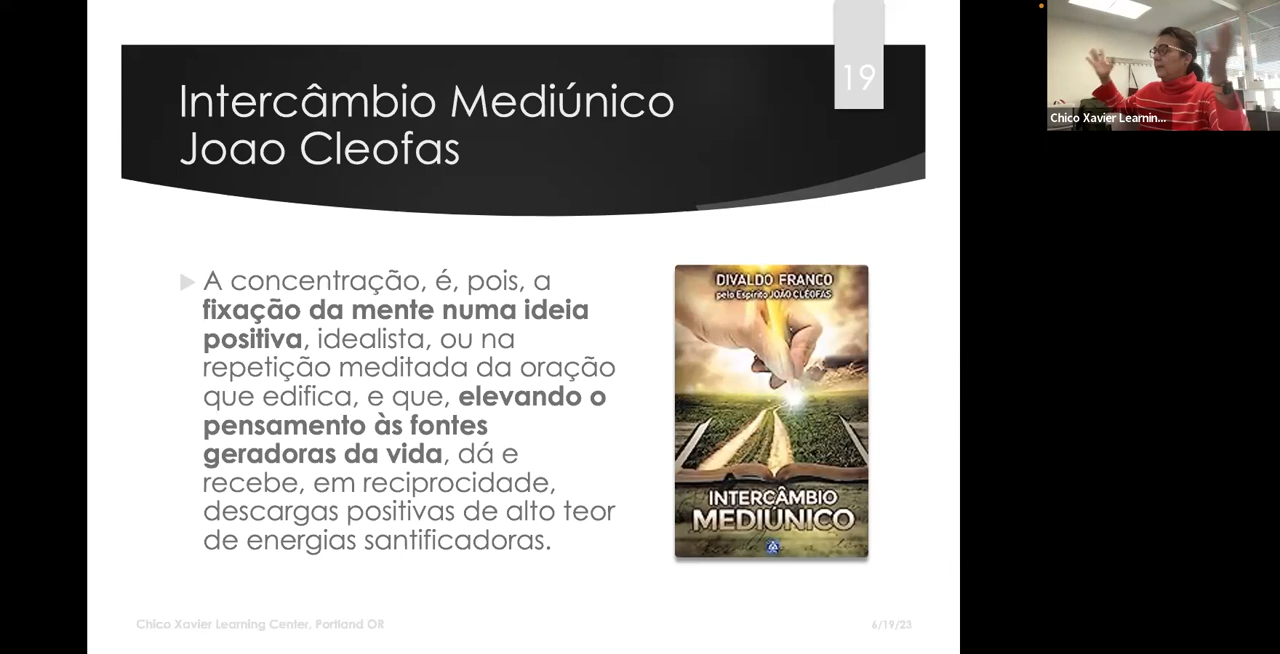 19
Intercâmbio Mediúnico
Joao Cleofas
Chico Xavier Learnin...
A concentração, é, pois, a
fixação da mente numa ideia
positiva, idealista, ou na
repetição meditada da oração
que edifica, e que, elevando o
pensamento às fontes
geradoras da vida, dá e
recebe, em reciprocidade,
descargas positivas de alto teor
de energias santificadoras.
DIVALDO FRANCO
pelo Espírito JOÃO CLÉOFAS
INTERCÂMBIO
MEDIÚNICO
Chico Xavier Learning Center, Portland OR
6/19/23